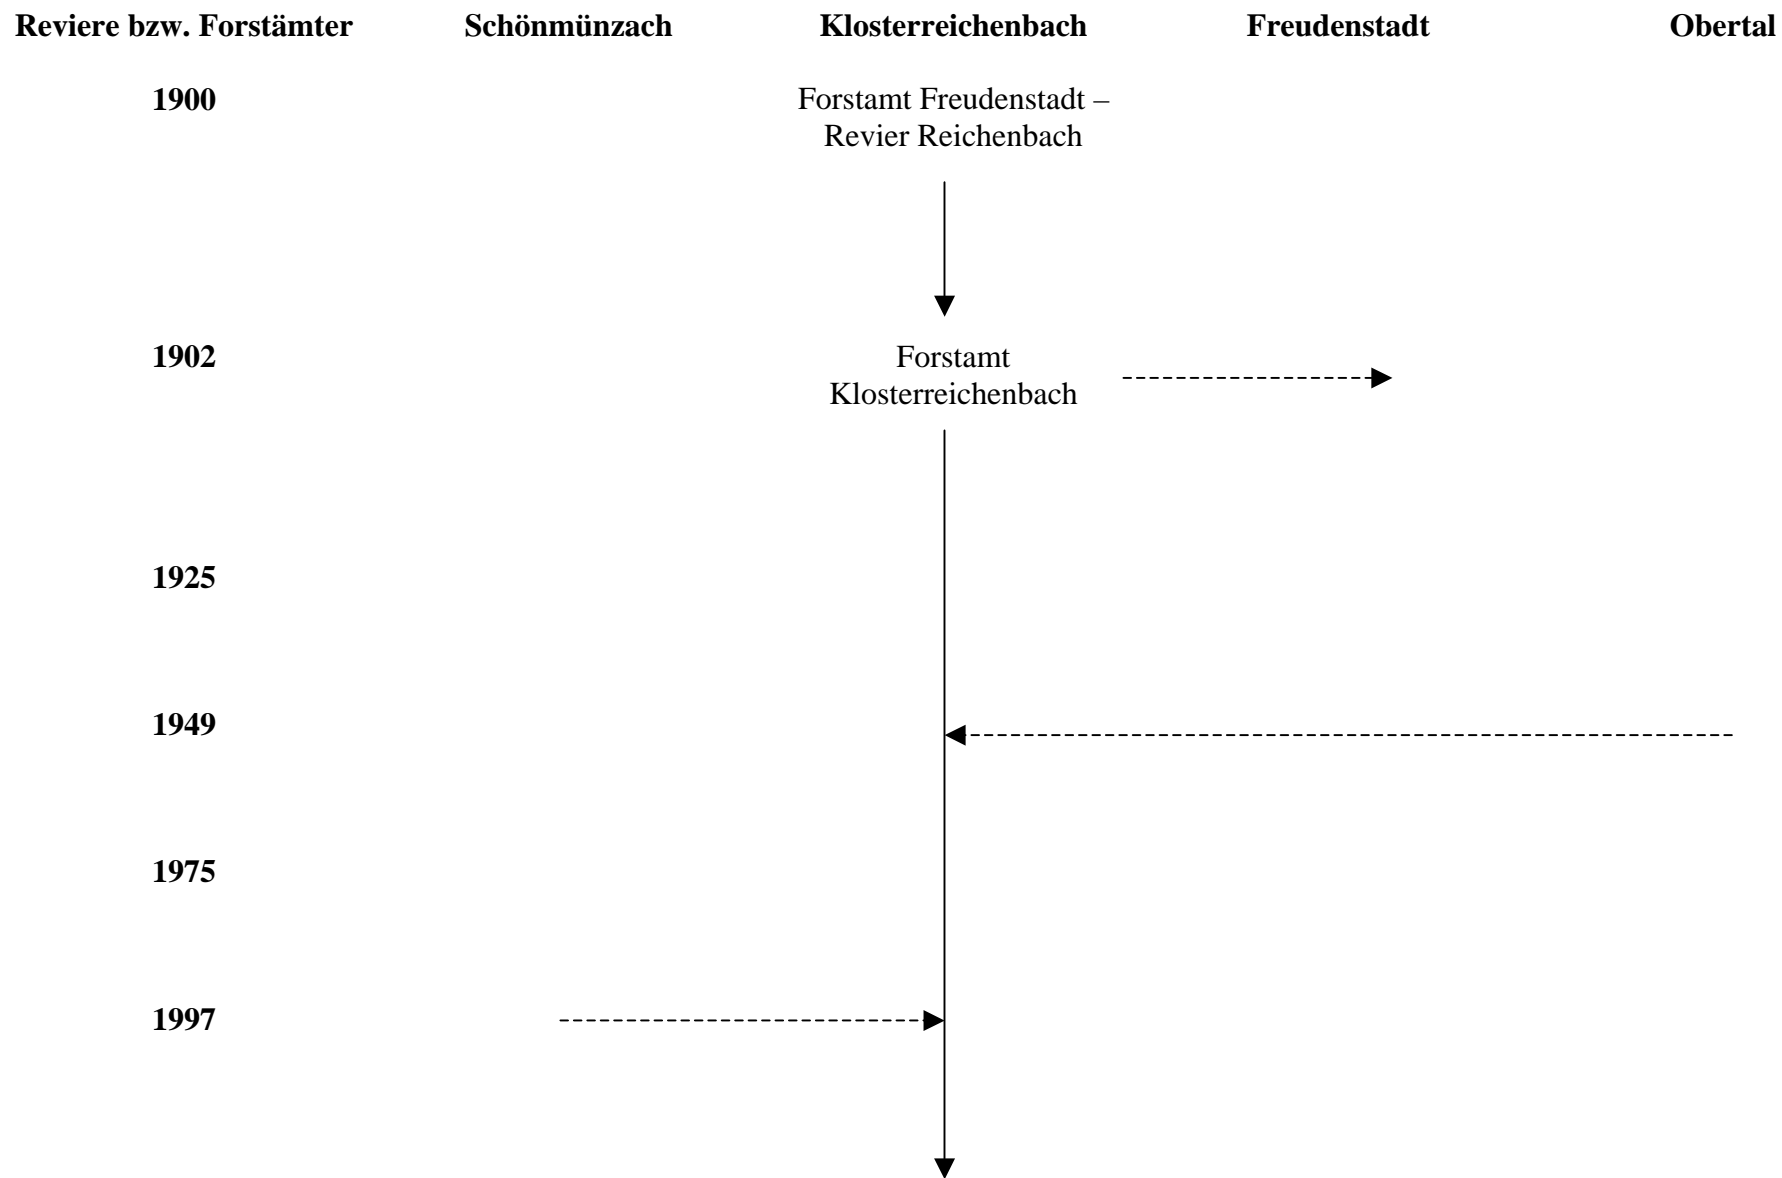 Reviere bzw. Forstämter Schönmünzach Klosterreichenbach Freudenstadt Obertal
1900 Forstamt Freudenstadt –
Revier Reichenbach
1902 Forstamt
Klosterreichenbach
1925
1949
1975
1997